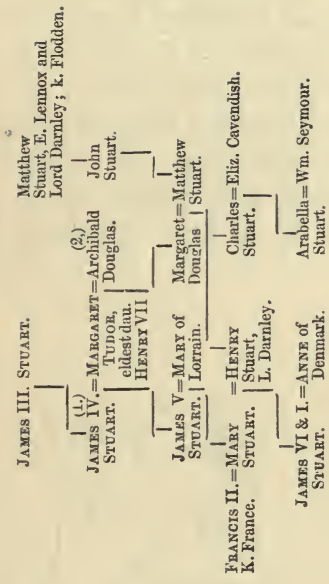 JAMES III. STUART.
Matthew
Stuart, E. Lennox and
Lord Darnley; k. Flodden.
(1.) (2.)
JAMES IV.=MARGARET=Archibald
STUART. TUDOR, Douglas.
eldest dau.
HENRY VII
John
Stuart.
JAMES V=MARY of
STUART. Lorrain.
Margaret=Matthew
Douglas Stuart.
FRANCIS II.=MARY =HENRY
K. France. STUART. Stuart,
L. Darnley.
Charles=Eliz. Cavendish.
Stuart.
JAMES VI & I.=ANNE of
STUART. Denmark.
Arabella=Wm. Seymour.
Stuart.